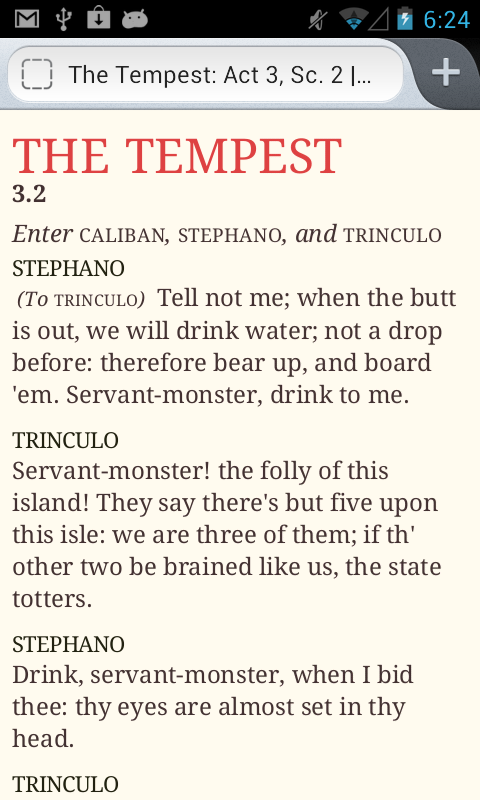 6:24
The Tempest: Act 3, Sc. 2 |...
THE TEMPEST
3.2
Enter CALIBAN, STEPHANO, and TRINCULO
STEPHANO
(To TRINCULO) Tell not me; when the butt
is out, we will drink water; not a drop
before: therefore bear up, and board
'em. Servant-monster, drink to me.
TRINCULO
Servant-monster! the folly of this
island! They say there's but five upon
this isle: we are three of them; if th'
other two be brained like us, the state
totters.
STEPHANO
Drink, servant-monster, when I bid
thee: thy eyes are almost set in thy
head.
TRINCULO